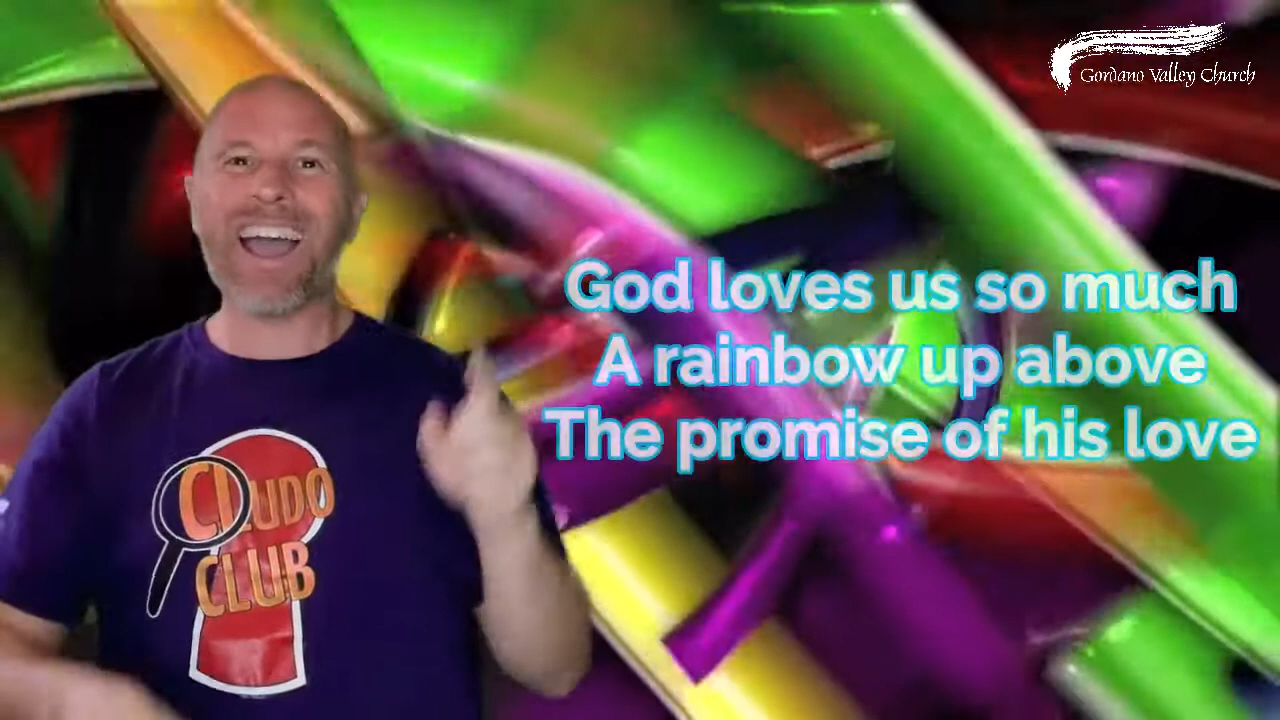 Gordano Valley Church
God loves us so much
A rainbow up above
The promise of his love
CLUDO
CLUB